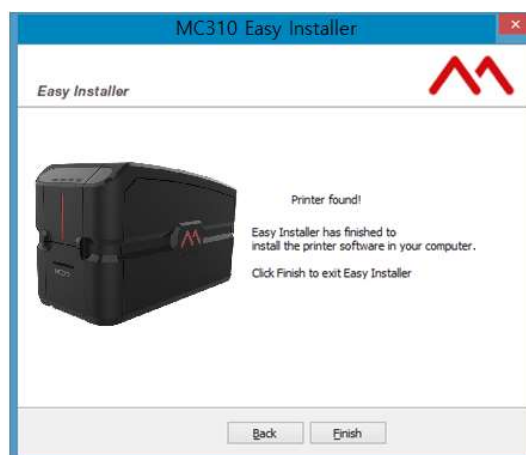 MC310 Easy Installer
Easy Installer
Printer found!
Easy Installer has finished to
install the printer software in your computer.
Click Finish to exit Easy Installer
MC310
Back
Finish